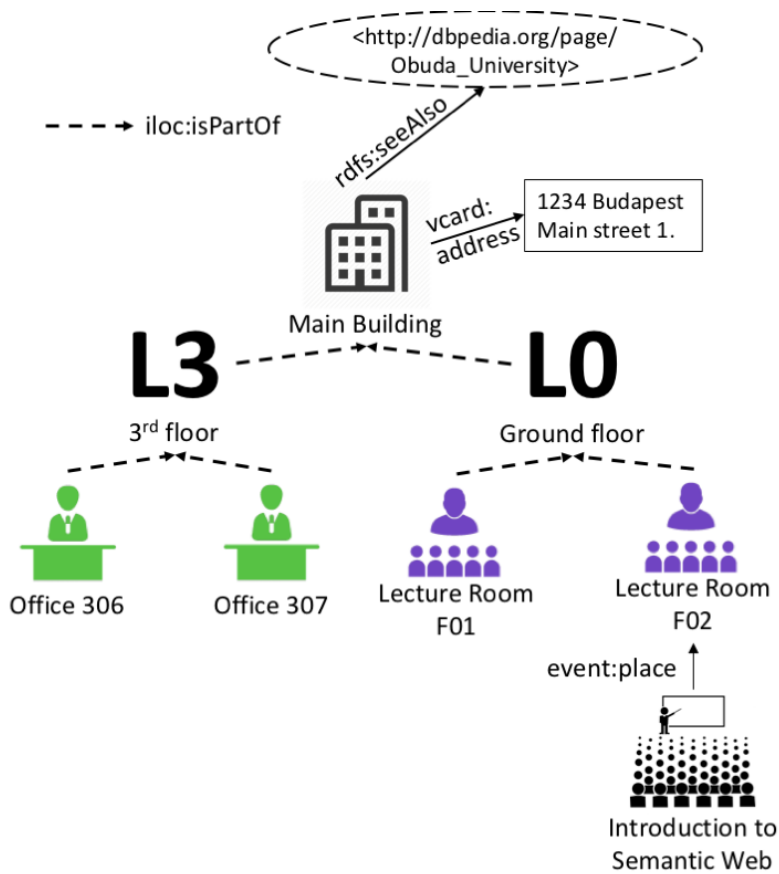 <http://dbpedia.org/page/
Obuda_University>
iloc:isPartOf
rdfs:seeAlso
vcard:
address
1234 Budapest
Main street 1.
Main Building
L3
L0
3rd floor
Ground floor
Office 306
Office 307
Lecture Room
F01
Lecture Room
F02
event:place
Introduction to
Semantic Web